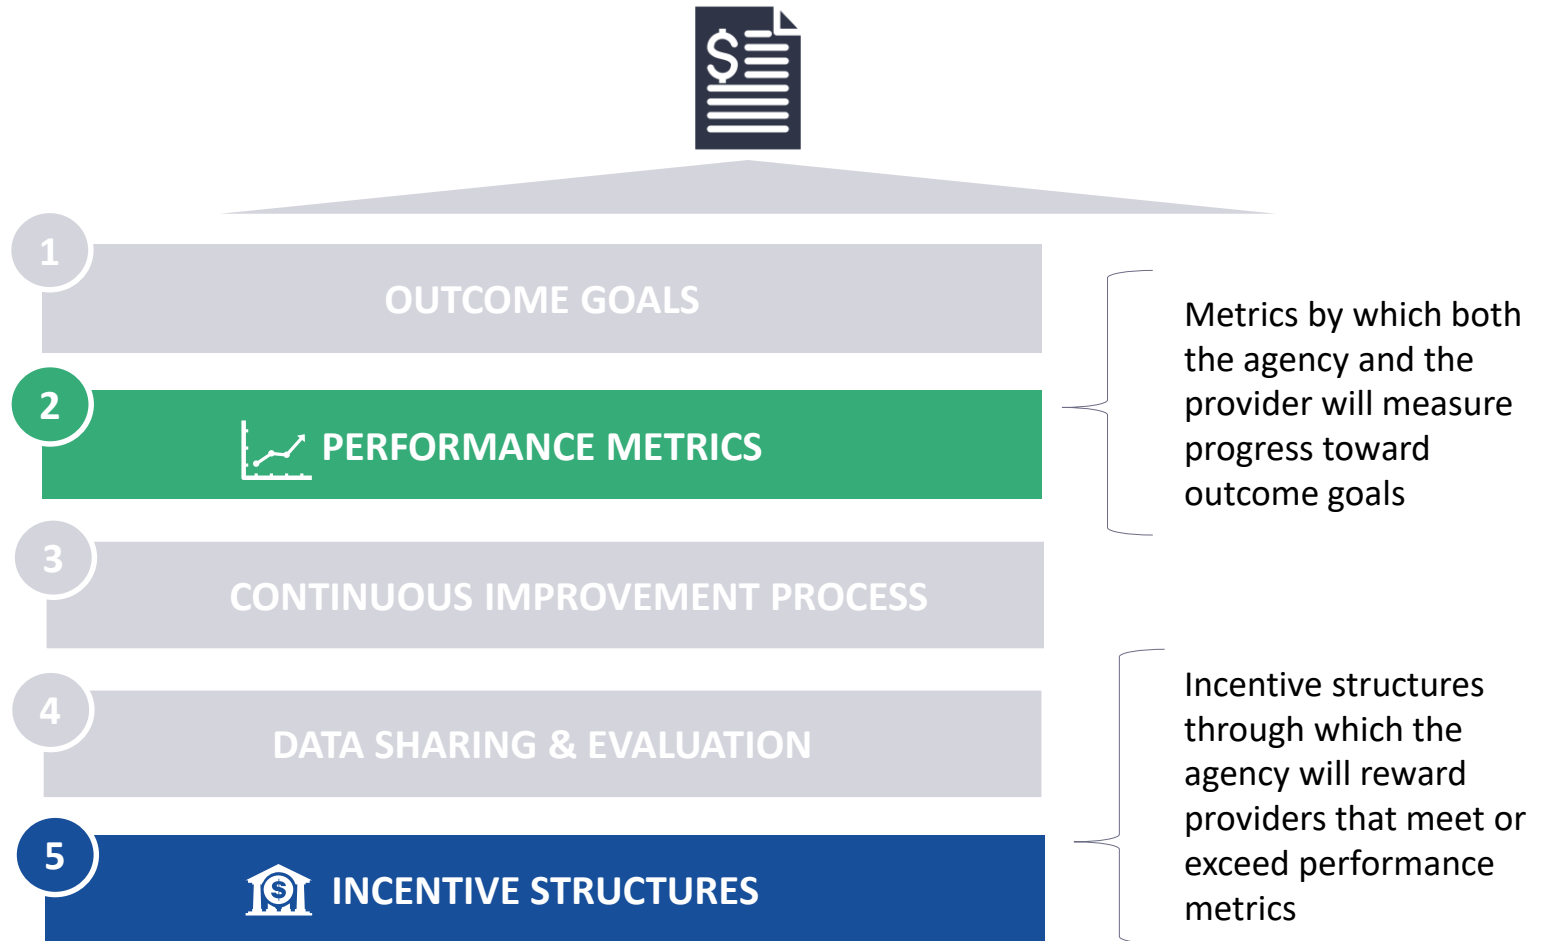 $
1
OUTCOME GOALS
Metrics by which both
the agency and the
provider will measure
progress toward
outcome goals
2
PERFORMANCE METRICS
3
CONTINUOUS IMPROVEMENT PROCESS
4
DATA SHARING & EVALUATION
Incentive structures
through which the
agency will reward
providers that meet or
exceed performance
metrics
5
$
INCENTIVE STRUCTURES